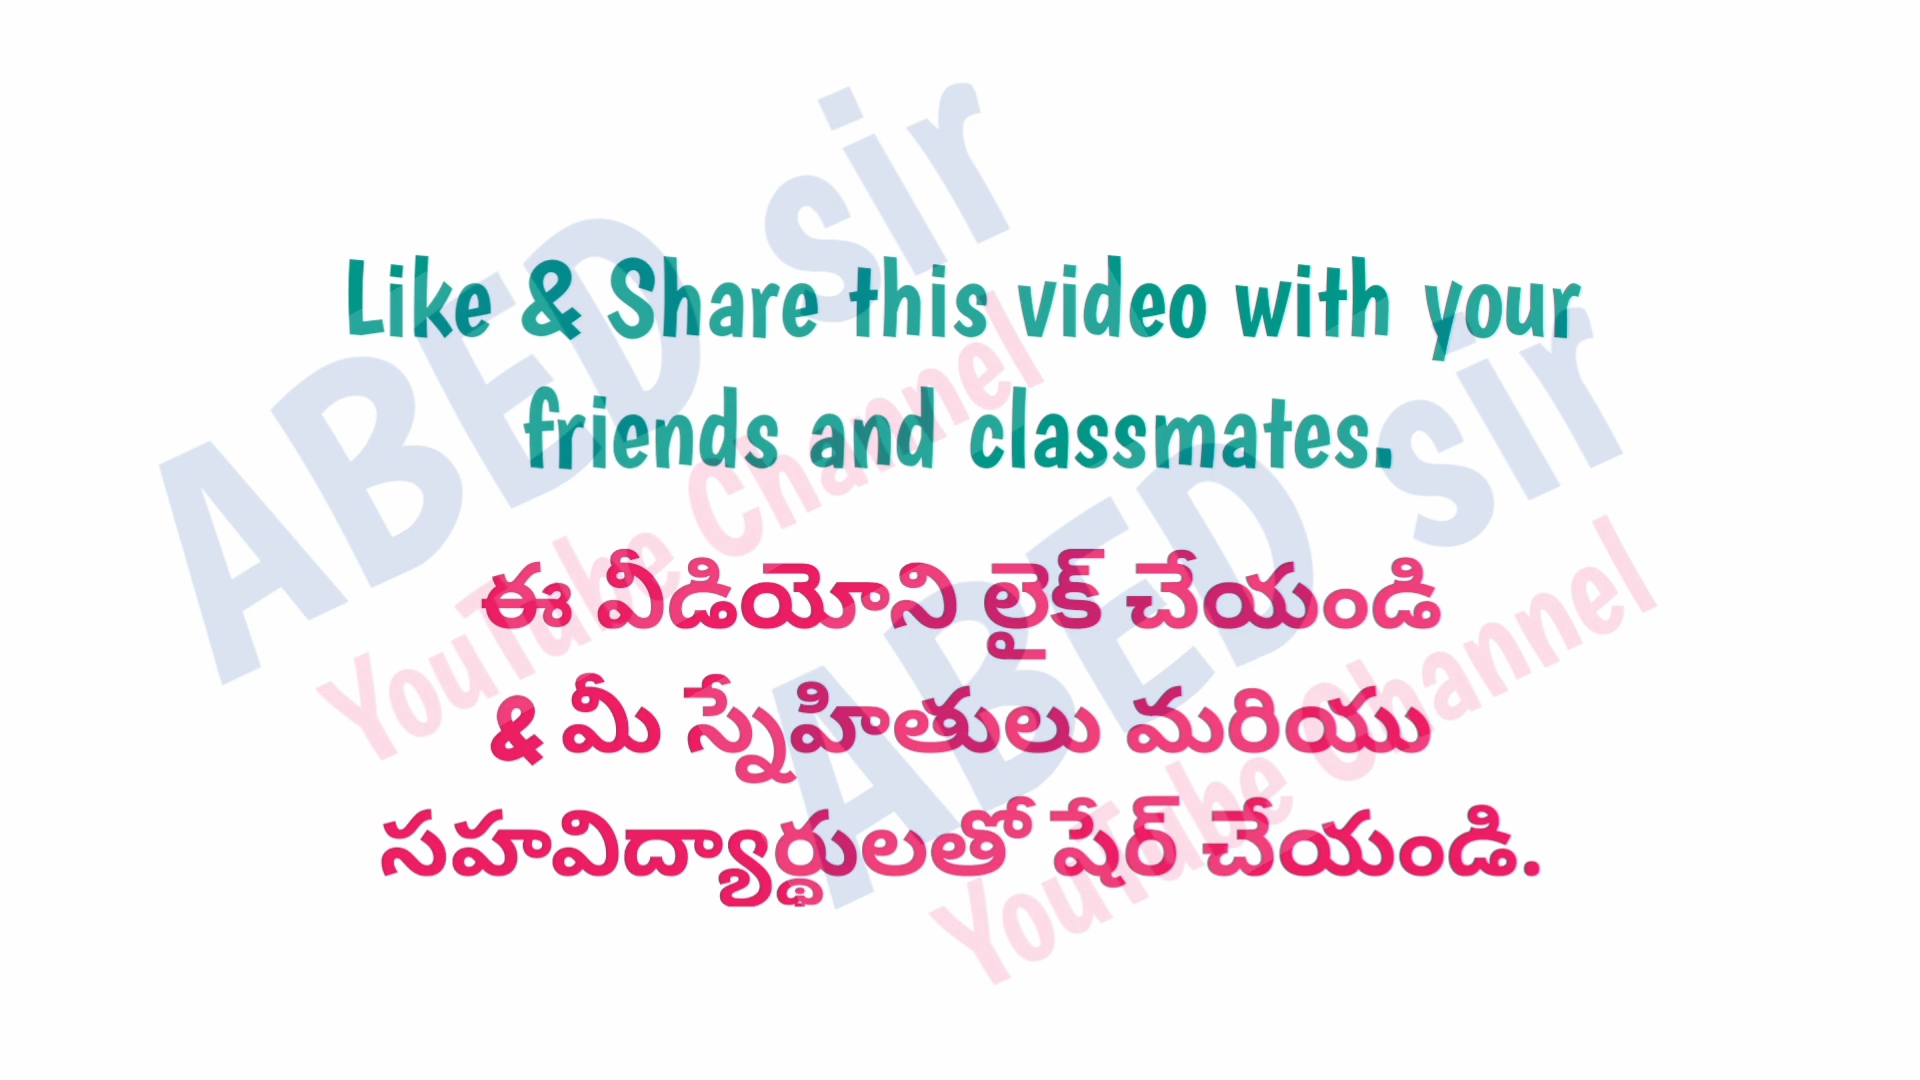 Like & Share this video with your
friends and classmates.
ఈ వీడియోని లైక్ చేయండి
& మీ స్నేహితులు మరియు
సహవిద్యార్థులతో షేర్ చేయండి.
ABED sir
YouTube Channel
ABED sir
YouTube Channel